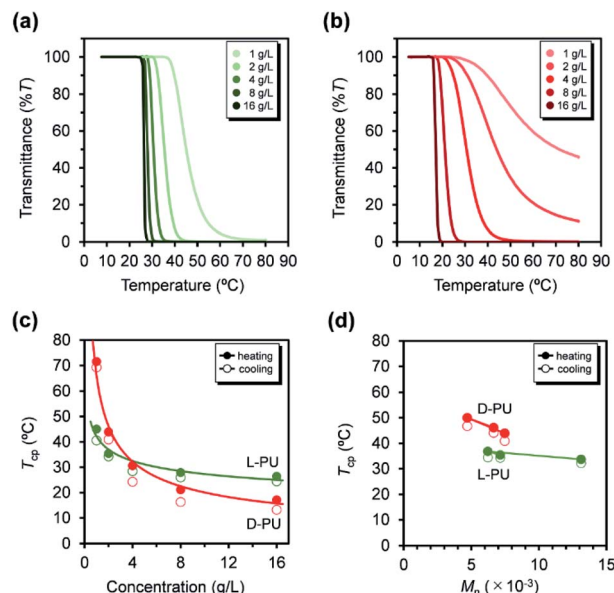 (a)
100
80
60
40
20
0
Transmittance (%T)
1 g/L
2 g/L
4 g/L
8 g/L
16 g/L
0 10 20 30 40 50 60 70 80 90
Temperature (ºC)
(b)
100
80
60
40
20
0
Transmittance (%T)
1 g/L
2 g/L
4 g/L
8 g/L
16 g/L
0 10 20 30 40 50 60 70 80 90
Temperature (ºC)
(c)
80
70
60
50
40
30
20
10
0
Tcp (ºC)
heating
cooling
L-PU
D-PU
0 4 8 12 16
Concentration (g/L)
(d)
80
70
60
50
40
30
20
10
0
Tcp (ºC)
heating
cooling
D-PU
L-PU
0 5 10 15
Mn (× 10⁻³)